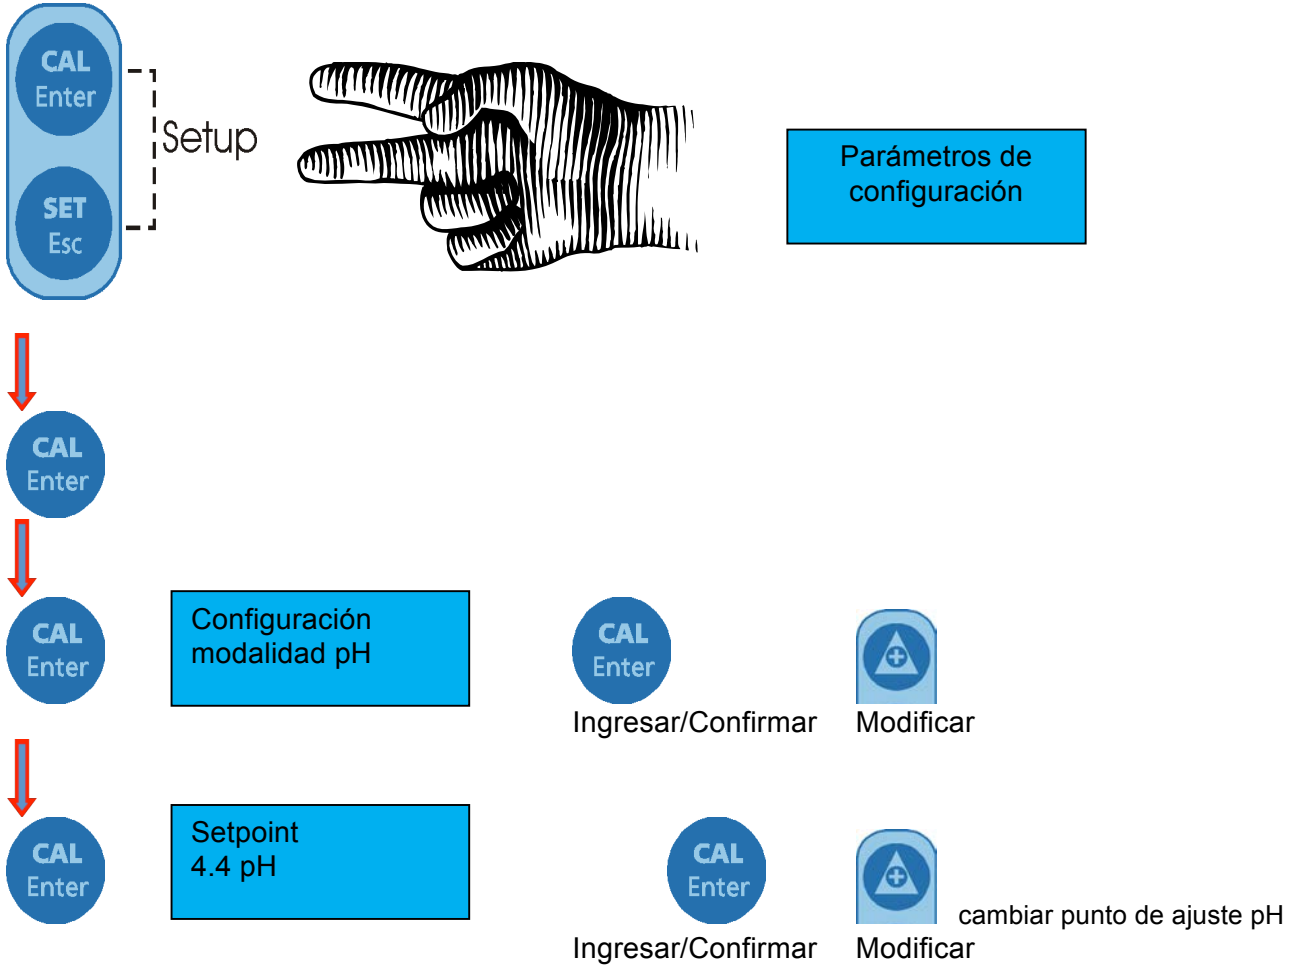 CAL
Enter
Setup
SET
Esc
Parámetros de
configuración
CAL
Enter
CAL
Enter
Configuración
modalidad pH
CAL
Enter
Ingresar/Confirmar
Modificar
CAL
Enter
Setpoint
4.4 pH
CAL
Enter
cambiar punto de ajuste pH
Ingresar/Confirmar
Modificar